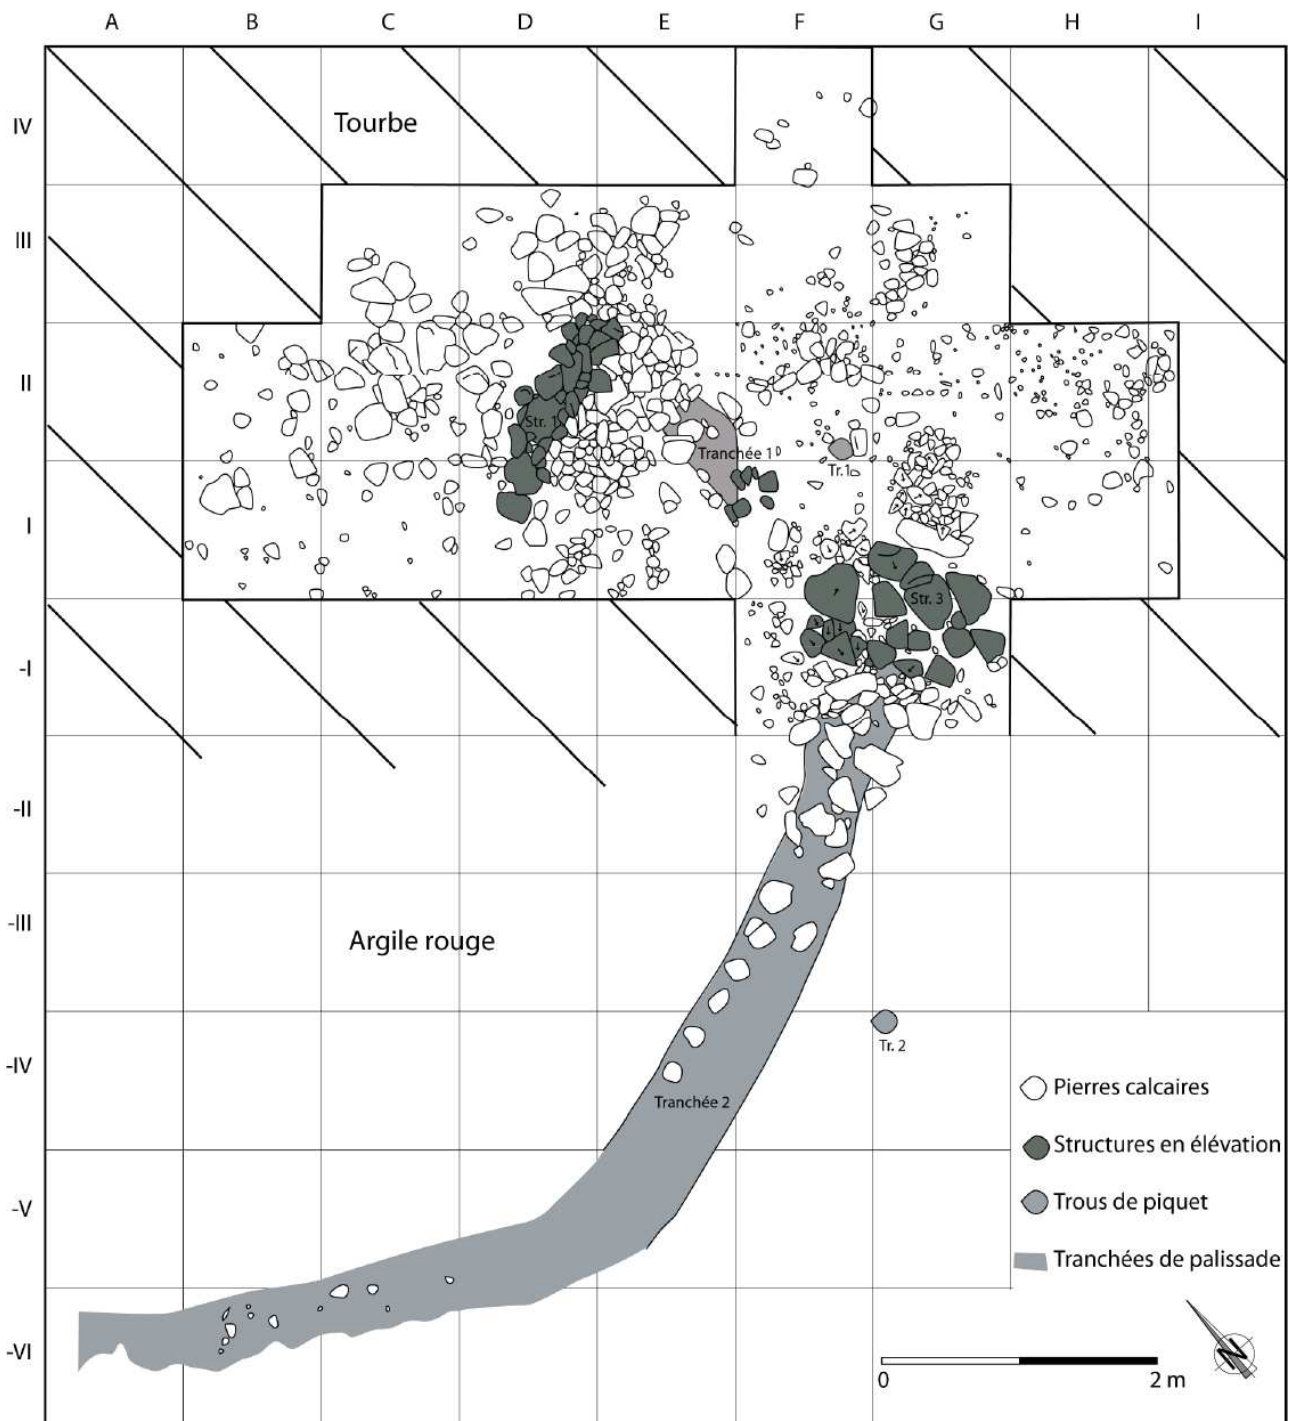 A B C D E F G H I
IV
Tourbe
III
II
Str. 1
Tranchée 1
Tr.1
I
Str. 3
-I
-II
-III
Argile rouge
-IV
Tr. 2
Pierres calcaires
Tranchée 2
Structures en élévation
-V
Trous de piquet
Tranchées de palissade
-VI
N
0 2 m